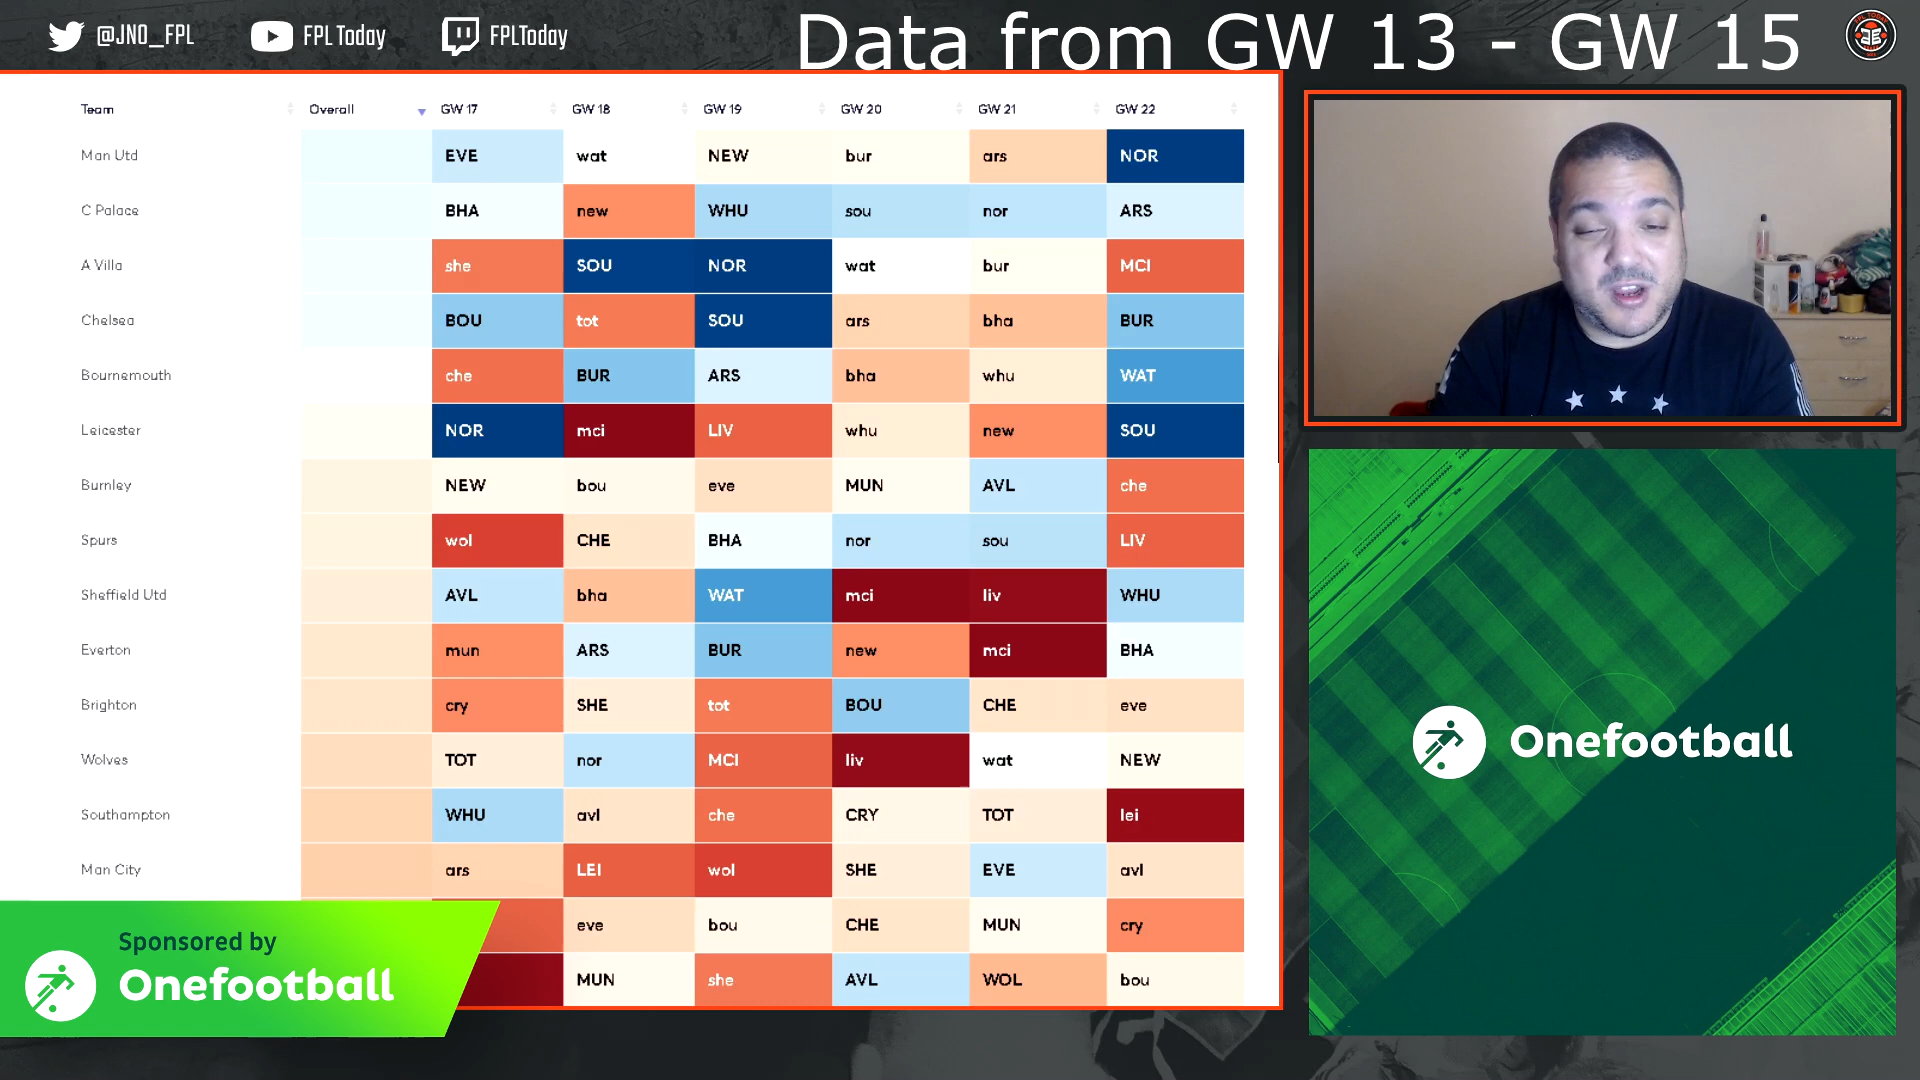 @JNO_FPL FPL Today FPLToday Data from GW 13 - GW 15
Team Overall GW 17 GW 18 GW 19 GW 20 GW 21 GW 22
Man Utd EVE wat NEW bur ars NOR
C Palace BHA new WHU sou nor ARS
A Villa she SOU NOR wat bur MCI
Chelsea BOU tot SOU ars bha BUR
Bournemouth che BUR ARS bha whu WAT
Leicester NOR mci LIV whu new SOU
Burnley NEW bou eve MUN AVL che
Spurs wol CHE BHA nor sou LIV
Sheffield Utd AVL bha WAT mci liv WHU
Everton mun ARS BUR new mci BHA
Brighton cry SHE tot BOU CHE eve
Wolves TOT nor MCI liv wat NEW
Southampton WHU avl che CRY TOT lei
Man City ars LEI wol SHE EVE avl
eve bou CHE MUN cry
MUN she AVL WOL bou
Sponsored by
Onefootball
Onefootball